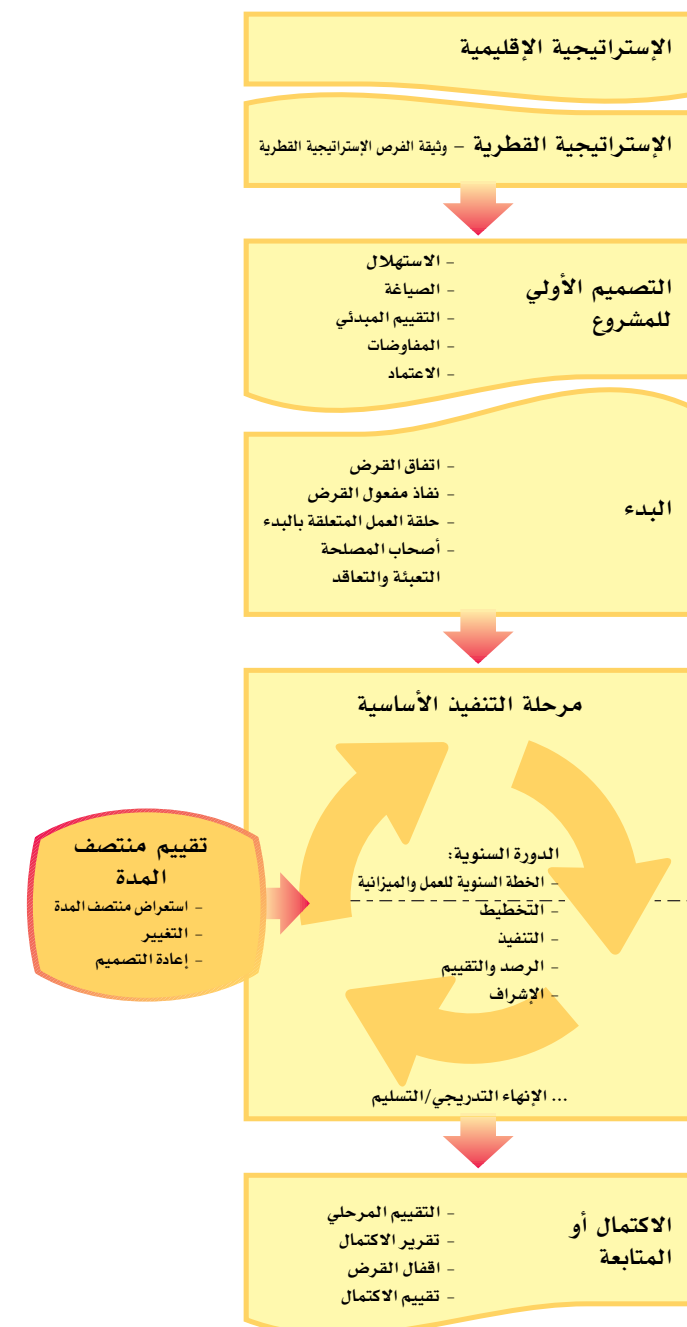 الإستراتيجية الإقليمية
الإستراتيجية القطرية – وثيقة الفرص الإستراتيجية القطرية
التصميم الأولي
للمشروع
– الاستهلال
– الصياغة
– التقييم المبدئي
– المفاوضات
– الاعتماد
البدء
– اتفاق القرض
– نفاذ مفعول القرض
– حلقة العمل المتعلقة بالبدء
– أصحاب المصلحة
التعبئة والتعاقد
مرحلة التنفيذ الأساسية
الدورة السنوية:
– الخطة السنوية للعمل والميزانية
– التخطيط
– التنفيذ
– الرصد والتقييم
– الإشراف
... الإنهاء التدريجي/التسليم
تقييم منتصف
المدة
– استعراض منتصف المدة
– التغيير
– إعادة التصميم
الاكتمال أو
المتابعة
– التقييم المرحلي
– تقرير الاكتمال
– اقفال القرض
– تقييم الاكتمال